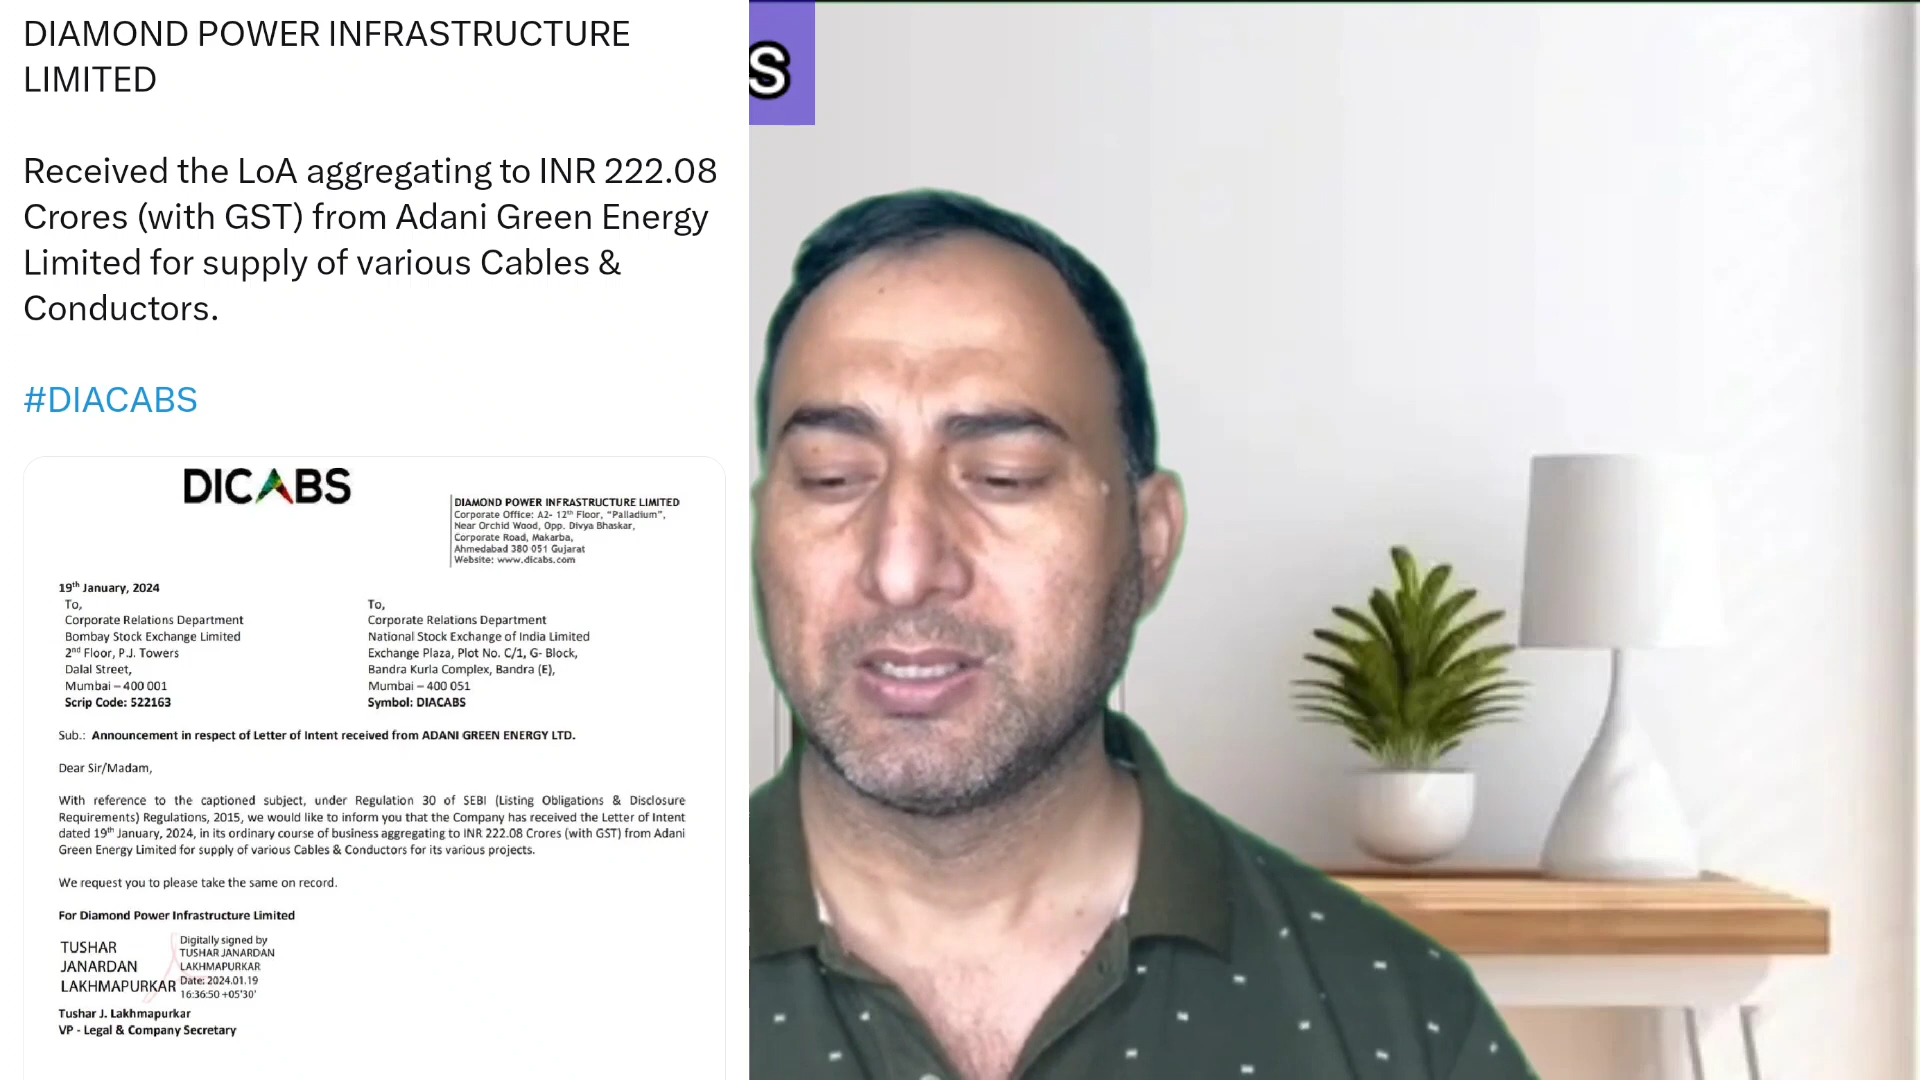 DIAMOND POWER INFRASTRUCTURE
LIMITED
Received the LoA aggregating to INR 222.08
Crores (with GST) from Adani Green Energy
Limited for supply of various Cables &
Conductors.
#DIACABS
DICABS
DIAMOND POWER INFRASTRUCTURE LIMITED
Corporate Office: A2- 12th Floor, "Palladium",
Near Orchid Wood, Opp. Divya Bhaskar,
Corporate Road, Makarba,
Ahmedabad 380 051 Gujarat
Website: www.dicabs.com
19th January, 2024
To,
Corporate Relations Department
Bombay Stock Exchange Limited
2nd Floor, P.J. Towers
Dalal Street,
Mumbai – 400 001
Scrip Code: 522163
To,
Corporate Relations Department
National Stock Exchange of India Limited
Exchange Plaza, Plot No. C/1, G- Block,
Bandra Kurla Complex, Bandra (E),
Mumbai – 400 051
Symbol: DIACABS
Sub.: Announcement in respect of Letter of Intent received from ADANI GREEN ENERGY LTD.
Dear Sir/Madam,
With reference to the captioned subject, under Regulation 30 of SEBI (Listing Obligations & Disclosure
Requirements) Regulations, 2015, we would like to inform you that the Company has received the Letter of Intent
dated 19th January, 2024, in its ordinary course of business aggregating to INR 222.08 Crores (with GST) from Adani
Green Energy Limited for supply of various Cables & Conductors for its various projects.
We request you to please take the same on record.
For Diamond Power Infrastructure Limited
TUSHAR
JANARDAN
LAKHMAPURKAR
Digitally signed by
TUSHAR JANARDAN
LAKHMAPURKAR
Date: 2024.01.19
16:36:50 +05'30'
Tushar J. Lakhmapurkar
VP - Legal & Company Secretary
S